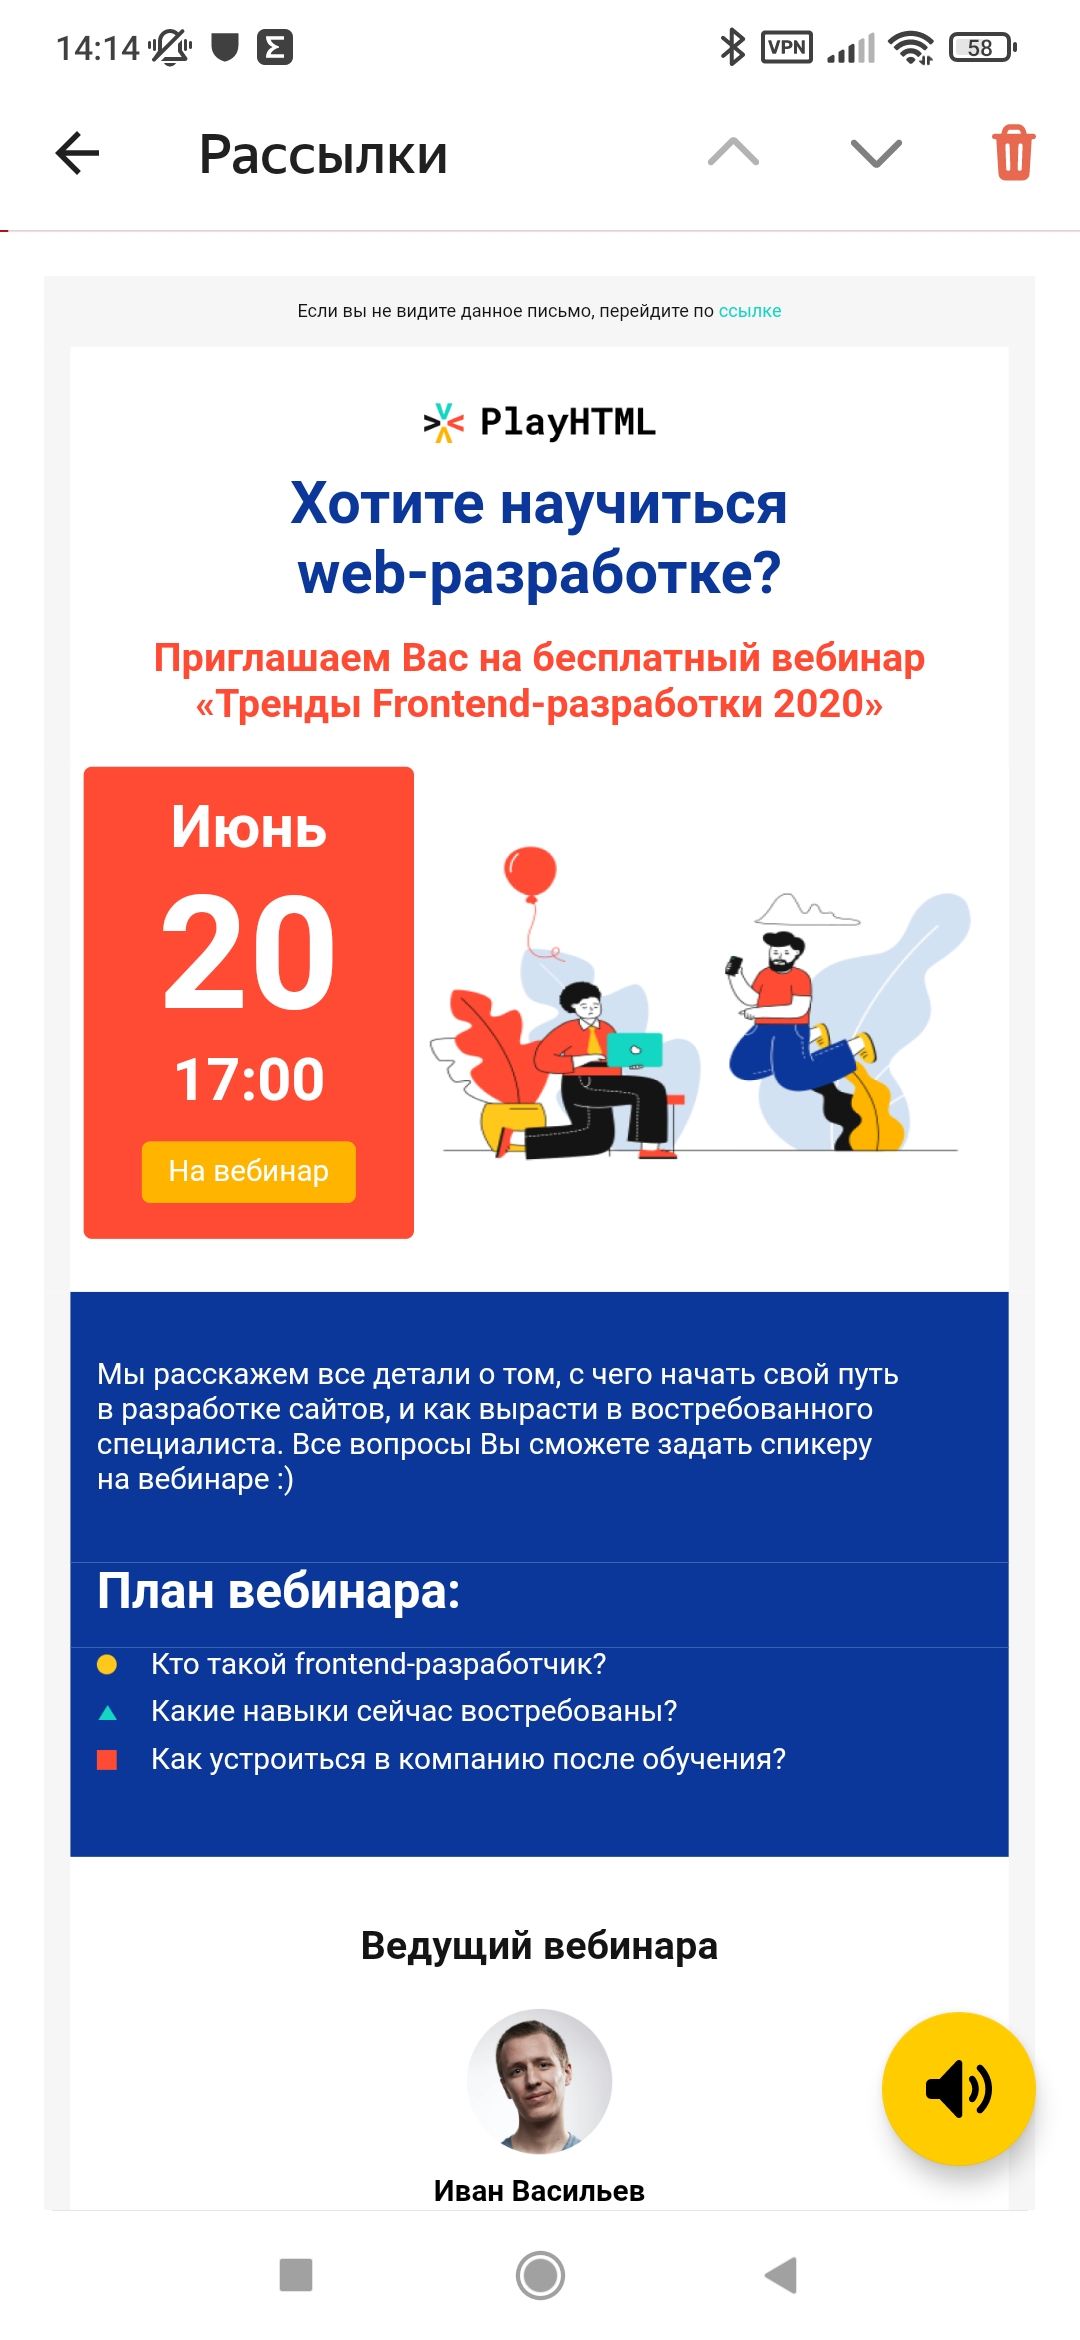 14:14
VPN
58
Рассылки
Если вы не видите данное письмо, перейдите по ссылке
PlayHTML
Хотите научиться
web-разработке?
Приглашаем Вас на бесплатный вебинар
«Тренды Frontend-разработки 2020»
Июнь
20
17:00
На вебинар
Мы расскажем все детали о том, с чего начать свой путь
в разработке сайтов, и как вырасти в востребованного
специалиста. Все вопросы Вы сможете задать спикеру
на вебинаре :)
План вебинара:
Кто такой frontend-разработчик?
Какие навыки сейчас востребованы?
Как устроиться в компанию после обучения?
Ведущий вебинара
Иван Васильев